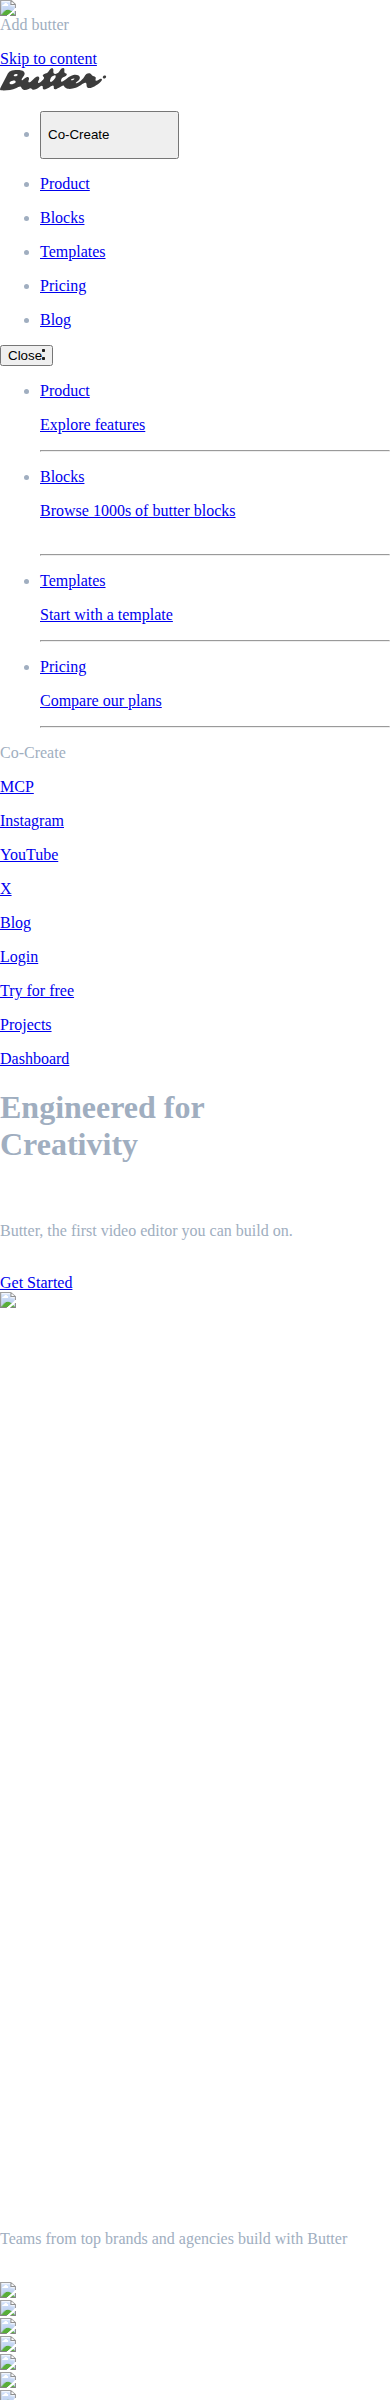 Add butter
Skip to content
Butter
Co-Create
Product
Blocks
Templates
Pricing
Blog
Close
Product
Explore features
Blocks
Browse 1000s of butter blocks
Templates
Start with a template
Pricing
Compare our plans
Co-Create
MCP
Instagram
YouTube
X
Blog
Login
Try for free
Projects
Dashboard
Engineered for
Creativity
Butter, the first video editor you can build on.
Get Started
Teams from top brands and agencies build with Butter